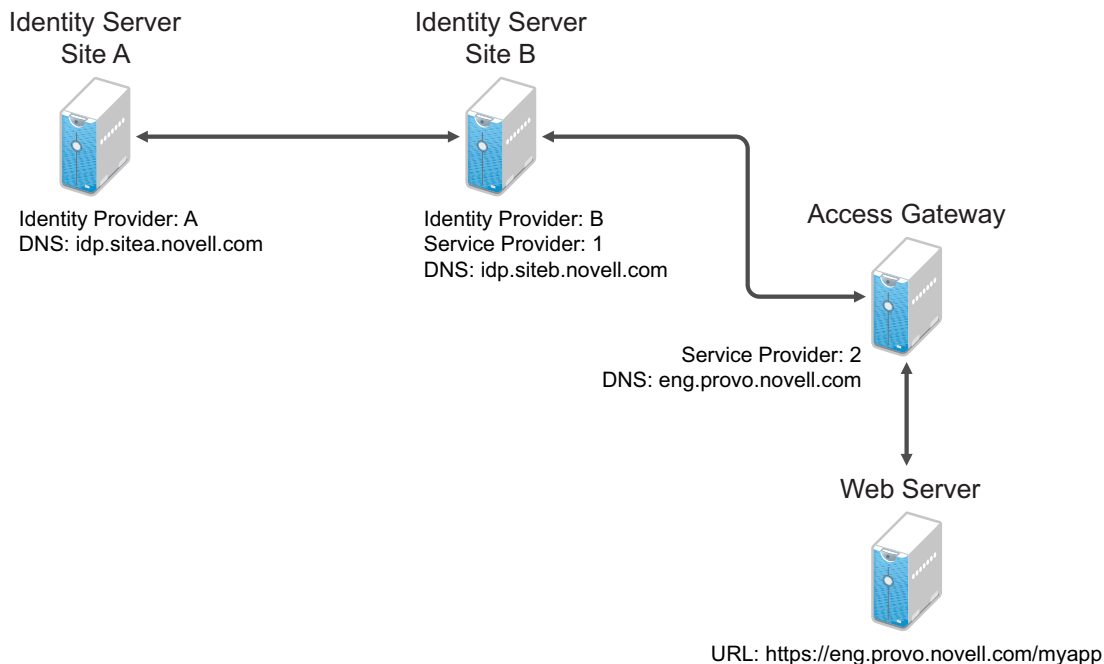 Identity Server
Site A
Identity Server
Site B
Identity Provider: A
DNS: idp.sitea.novell.com
Identity Provider: B
Service Provider: 1
DNS: idp.siteb.novell.com
Access Gateway
Service Provider: 2
DNS: eng.provo.novell.com
Web Server
URL: https://eng.provo.novell.com/myapp